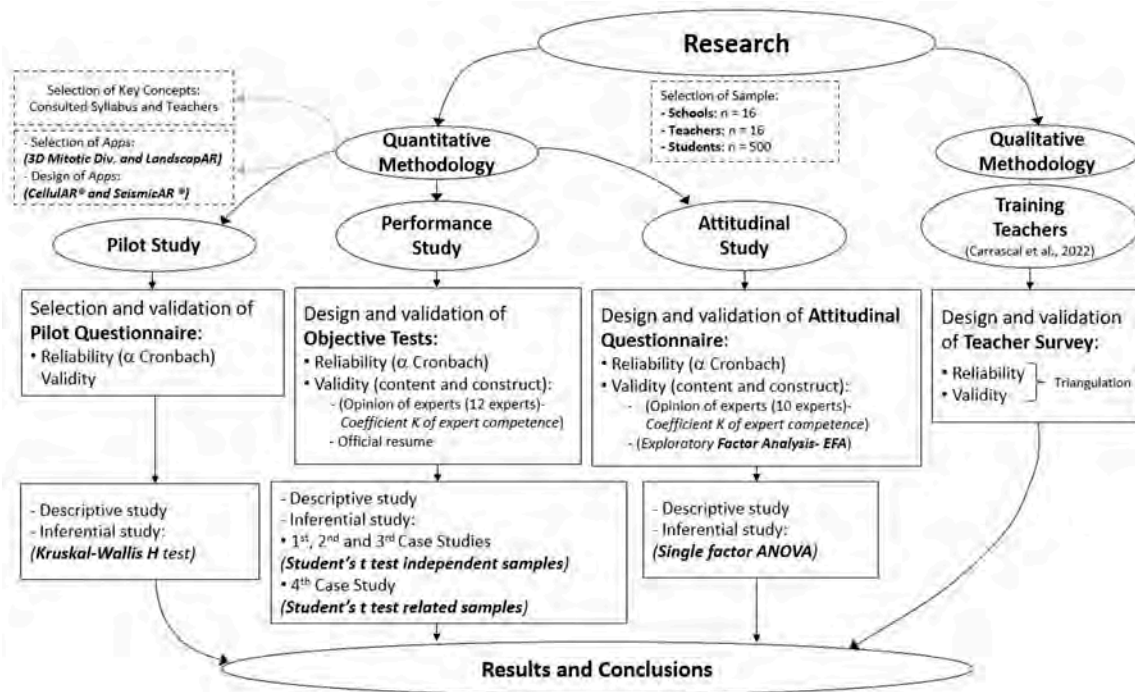 Research
Selection of Key Concepts:
Consulted Syllabus and Teachers
- Selection of Apps:
(3D Mitotic Div. and LandscapAR)
- Design of Apps:
(CellulAR® and SeismicAR ®)
Selection of Sample:
- Schools: n = 16
- Teachers: n = 16
- Students: n = 500
Quantitative
Methodology
Qualitative
Methodology
Pilot Study
Performance
Study
Attitudinal
Study
Training
Teachers
(Carrascal et al., 2022)
Selection and validation of
Pilot Questionnaire:
• Reliability (α Cronbach)
Validity
Design and validation of
Objective Tests:
• Reliability (α Cronbach)
• Validity (content and construct):
- (Opinion of experts (12 experts)-
Coefficient K of expert competence)
- Official resume
Design and validation of Attitudinal
Questionnaire:
• Reliability (α Cronbach)
• Validity (content and construct):
- (Opinion of experts (10 experts)-
Coefficient K of expert competence)
- (Exploratory Factor Analysis- EFA)
Design and validation
of Teacher Survey:
• Reliability
• Validity
Triangulation
- Descriptive study
- Inferential study:
(Kruskal-Wallis H test)
- Descriptive study
- Inferential study:
• 1st, 2nd and 3rd Case Studies
(Student's t test independent samples)
• 4th Case Study
(Student's t test related samples)
- Descriptive study
- Inferential study:
(Single factor ANOVA)
Results and Conclusions